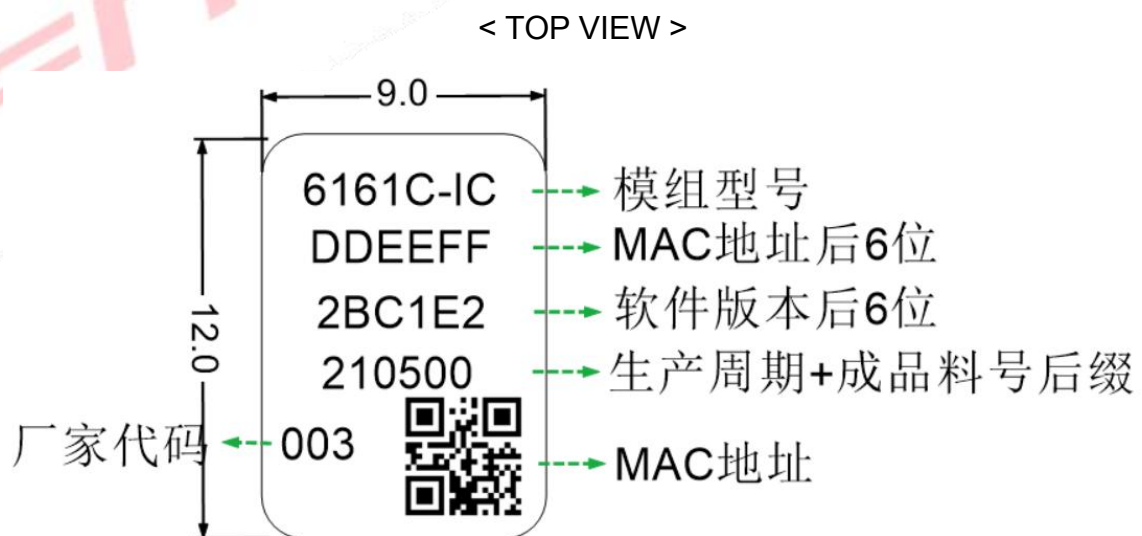 < TOP VIEW >
9.0
12.0
6161C-IC 模组型号
DDEEFF MAC地址后6位
2BC1E2 软件版本后6位
210500 生产周期+成品料号后缀
厂家代码 003 MAC地址